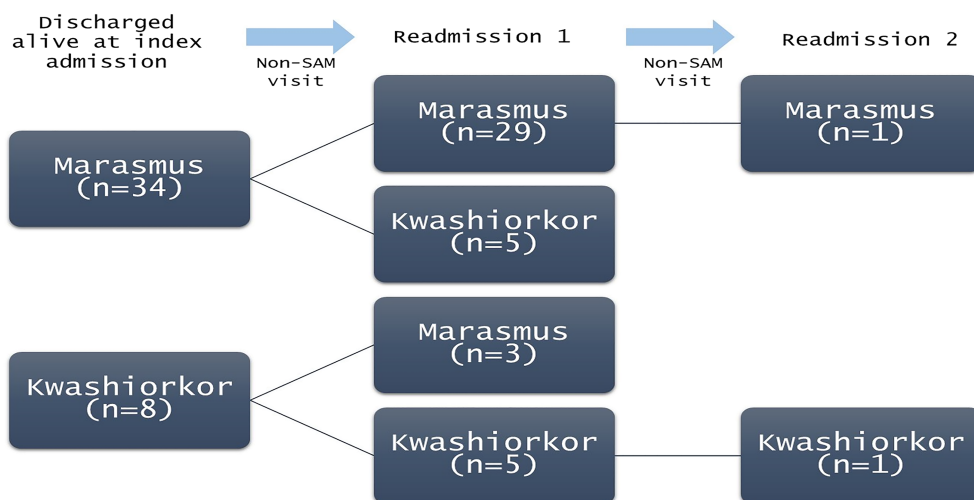 Discharged
alive at index
admission
Non-SAM
visit
Readmission 1
Non-SAM
visit
Readmission 2
Marasmus
(n=34)
Marasmus
(n=29)
Marasmus
(n=1)
Kwashiorkor
(n=5)
Kwashiorkor
(n=8)
Marasmus
(n=3)
Kwashiorkor
(n=5)
Kwashiorkor
(n=1)